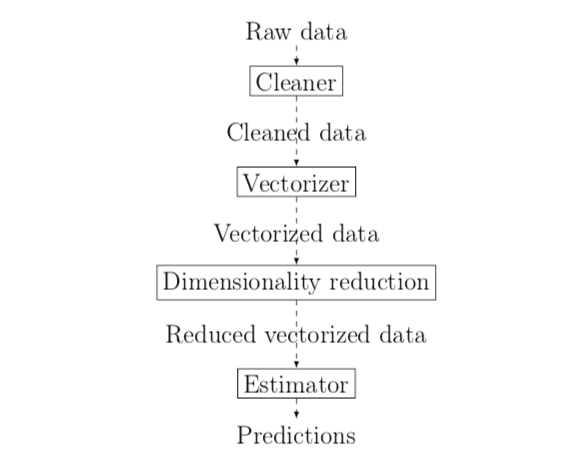 Raw data
Cleaner
Cleaned data
Vectorizer
Vectorized data
Dimensionality reduction
Reduced vectorized data
Estimator
Predictions